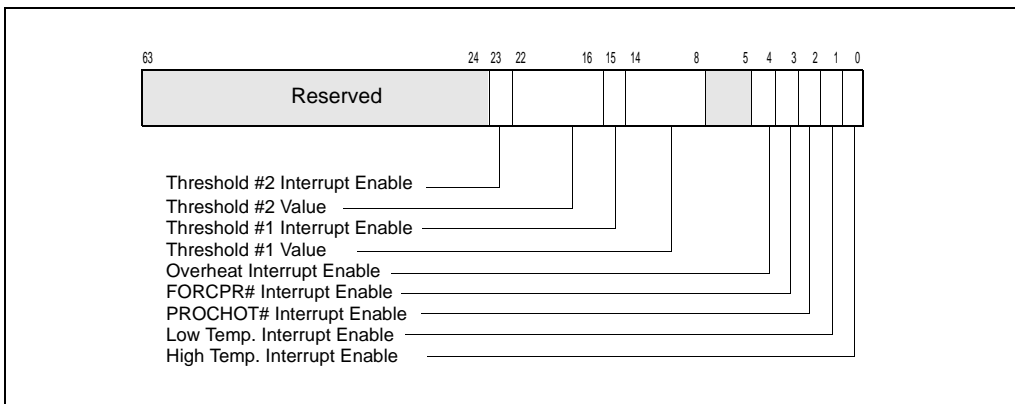 63 24 23 22 16 15 14 8 5 4 3 2 1 0
Reserved
Threshold #2 Interrupt Enable
Threshold #2 Value
Threshold #1 Interrupt Enable
Threshold #1 Value
Overheat Interrupt Enable
FORCPR# Interrupt Enable
PROCHOT# Interrupt Enable
Low Temp. Interrupt Enable
High Temp. Interrupt Enable